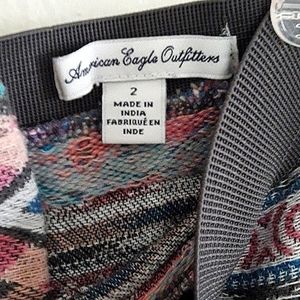 American Eagle Outfitters
2
MADE IN
INDIA
FABRIQUÉ EN
INDE